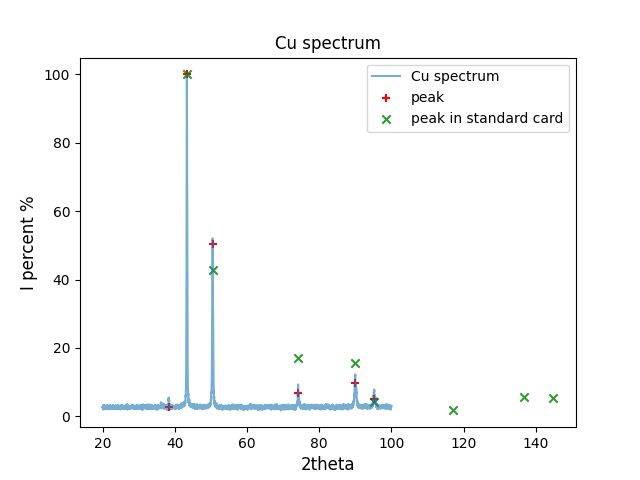 Cu spectrum
Cu spectrum
peak
peak in standard card
I percent %
100
80
60
40
20
0
20 40 60 80 100 120 140
2theta